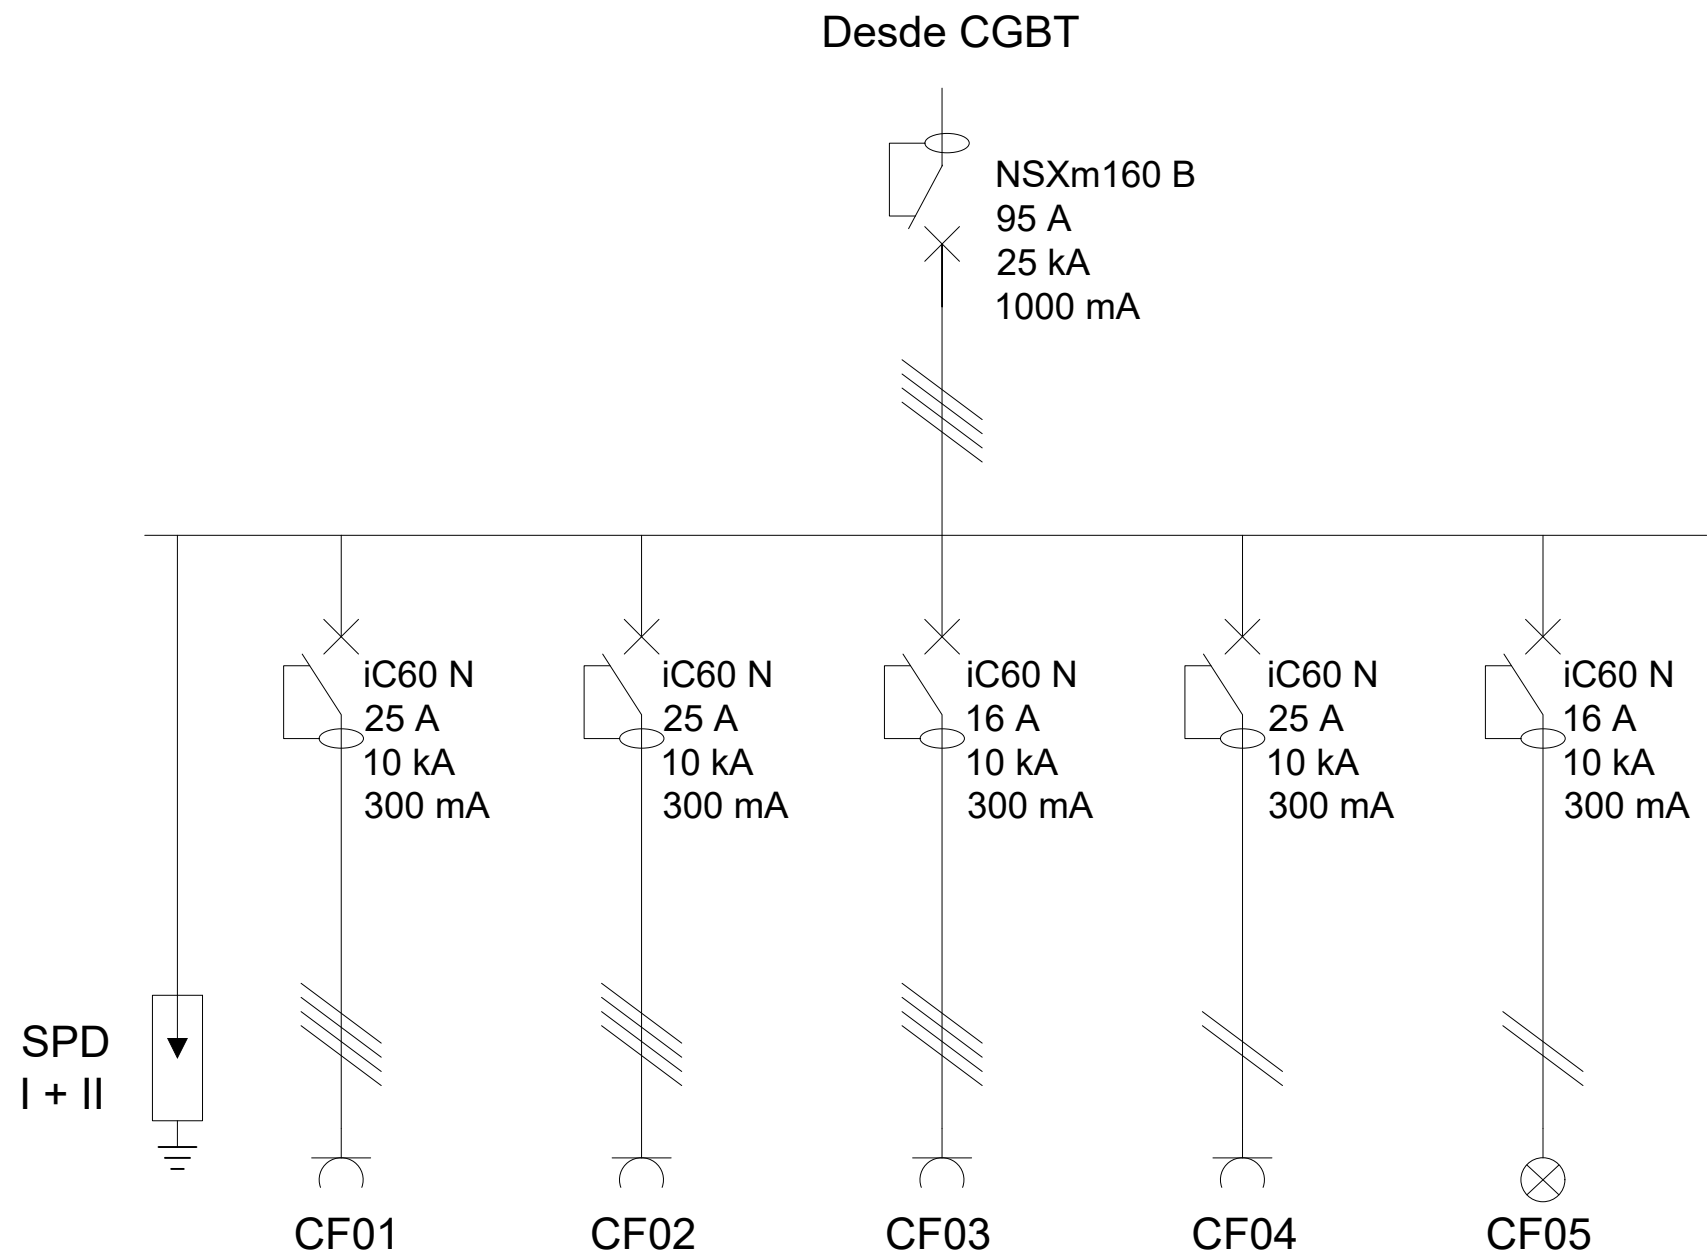 Desde CGBT
NSXm160 B
95 A
25 kA
1000 mA
iC60 N
25 A
10 kA
300 mA
iC60 N
25 A
10 kA
300 mA
iC60 N
16 A
10 kA
300 mA
iC60 N
25 A
10 kA
300 mA
iC60 N
16 A
10 kA
300 mA
SPD
I + II
CF01
CF02
CF03
CF04
CF05